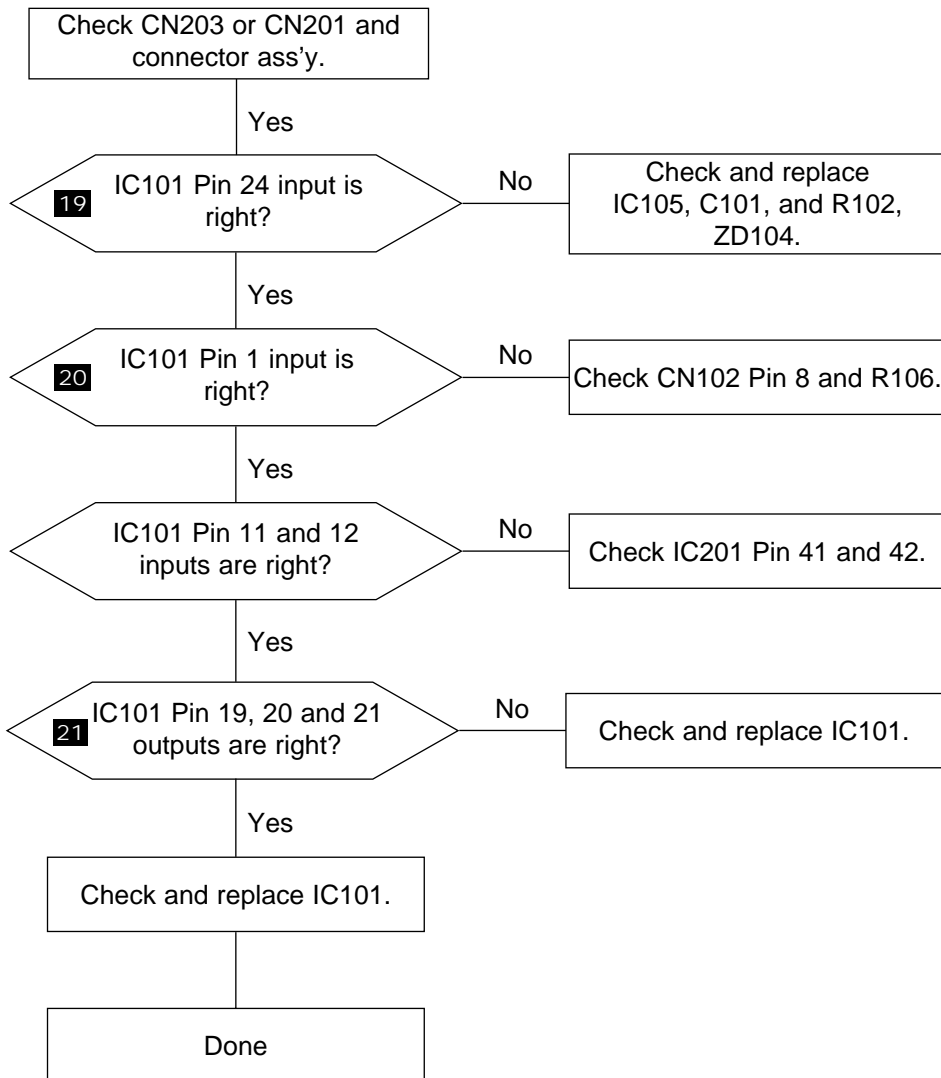 Check CN203 or CN201 and
connector ass’y.
Yes
19
IC101 Pin 24 input is
right?
No
Check and replace
IC105, C101, and R102,
ZD104.
Yes
20
IC101 Pin 1 input is
right?
No
Check CN102 Pin 8 and R106.
Yes
IC101 Pin 11 and 12
inputs are right?
No
Check IC201 Pin 41 and 42.
Yes
21
IC101 Pin 19, 20 and 21
outputs are right?
No
Check and replace IC101.
Yes
Check and replace IC101.
Done